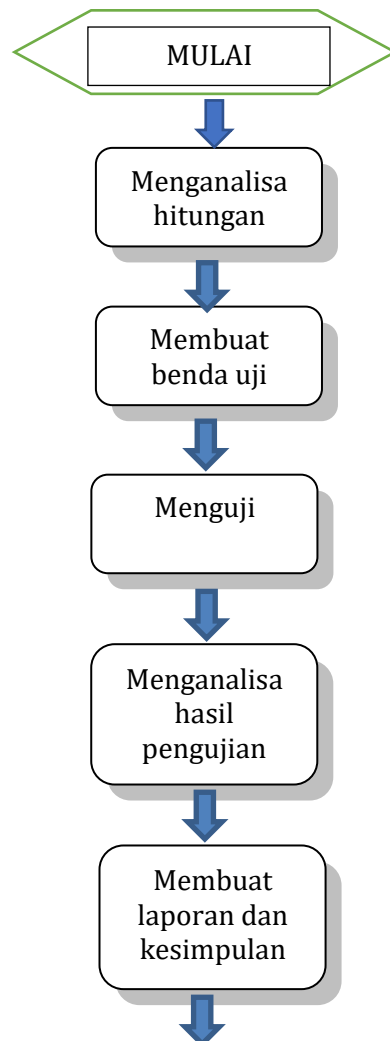 MULAI
Menganalisa
hitungan
Membuat
benda uji
Menguji
Menganalisa
hasil
pengujian
Membuat
laporan dan
kesimpulan